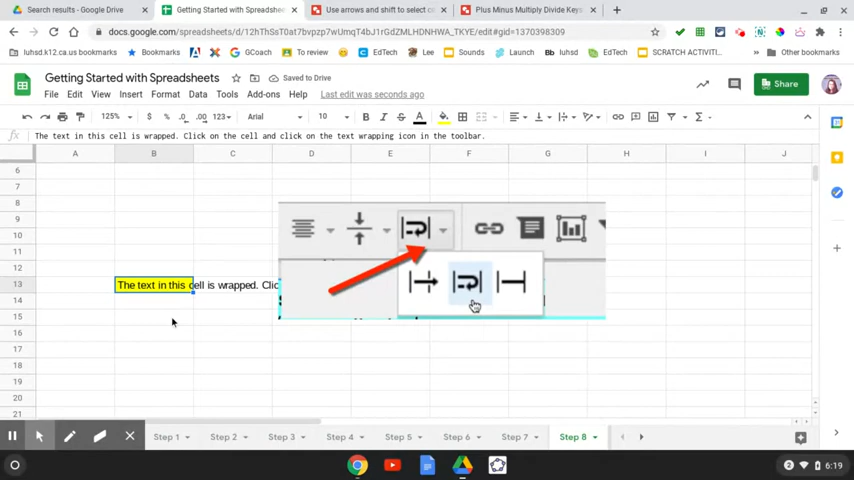 Search results - Google Drive
Getting Started with Spreadsheets
Use arrows and shift to select c
Plus Minus Multiply Divide Keys
docs.google.com/spreadsheets/d/12hThSsT0at7bvpzp7wUmqT4bJ1rGdZMLHDNHWA_TKYE/edit#gid=1370398309
luhsd.k12.ca.us bookmarks
Bookmarks
GCoach
To review
EdTech
Google
Seconds
Launch
luhsd
EdTech
SCRATCH ACTIVITI...
Other bookmarks
Getting Started with Spreadsheets
Saved to Drive
Share
File Edit View Insert Format Data Tools Add-ons Help Last edit was seconds ago
125% $ % .0 .00 123 Arial 10 B I S A
fx The text in this cell is wrapped. Click on the cell and click on the text wrapping icon in the toolbar.
A B C D E F G H I J
6
7
8
9
10
11
12
13 The text in this cell is wrapped. Clic
14
15
16
17
18
19
20
21
Step 1 Step 2 Step 3 Step 4 Step 5 Step 6 Step 7 Step 8
2 6:19